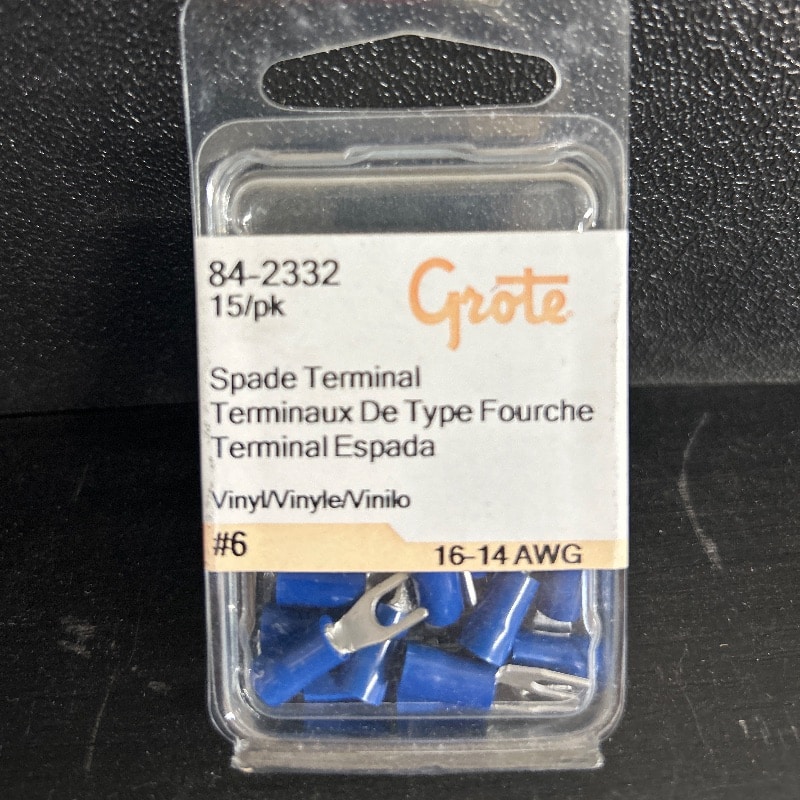 84-2332
15/pk
Grote
Spade Terminal
Terminaux De Type Fourche
Terminal Espada
Vinyl/Vinyle/Vinilo
#6
16-14 AWG